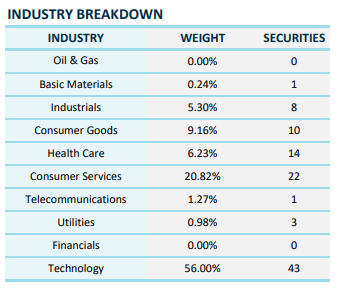 INDUSTRY BREAKDOWN
INDUSTRY WEIGHT SECURITIES
Oil & Gas 0.00% 0
Basic Materials 0.24% 1
Industrials 5.30% 8
Consumer Goods 9.16% 10
Health Care 6.23% 14
Consumer Services 20.82% 22
Telecommunications 1.27% 1
Utilities 0.98% 3
Financials 0.00% 0
Technology 56.00% 43